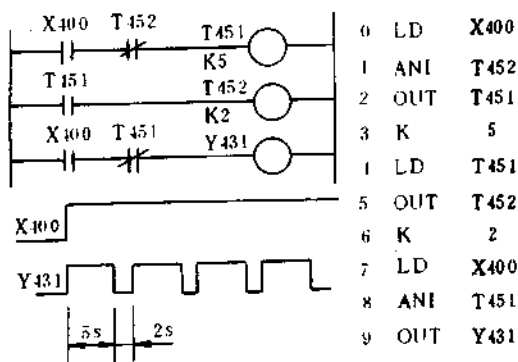 X400 T452 T451
K5
T151 T452
K2
X400 T451 Y431
X400
Y431
5s 2s
0 LD X400
1 ANI T452
2 OUT T451
3 K 5
4 LD T451
5 OUT T452
6 K 2
7 LD X400
8 ANI T451
9 OUT Y431